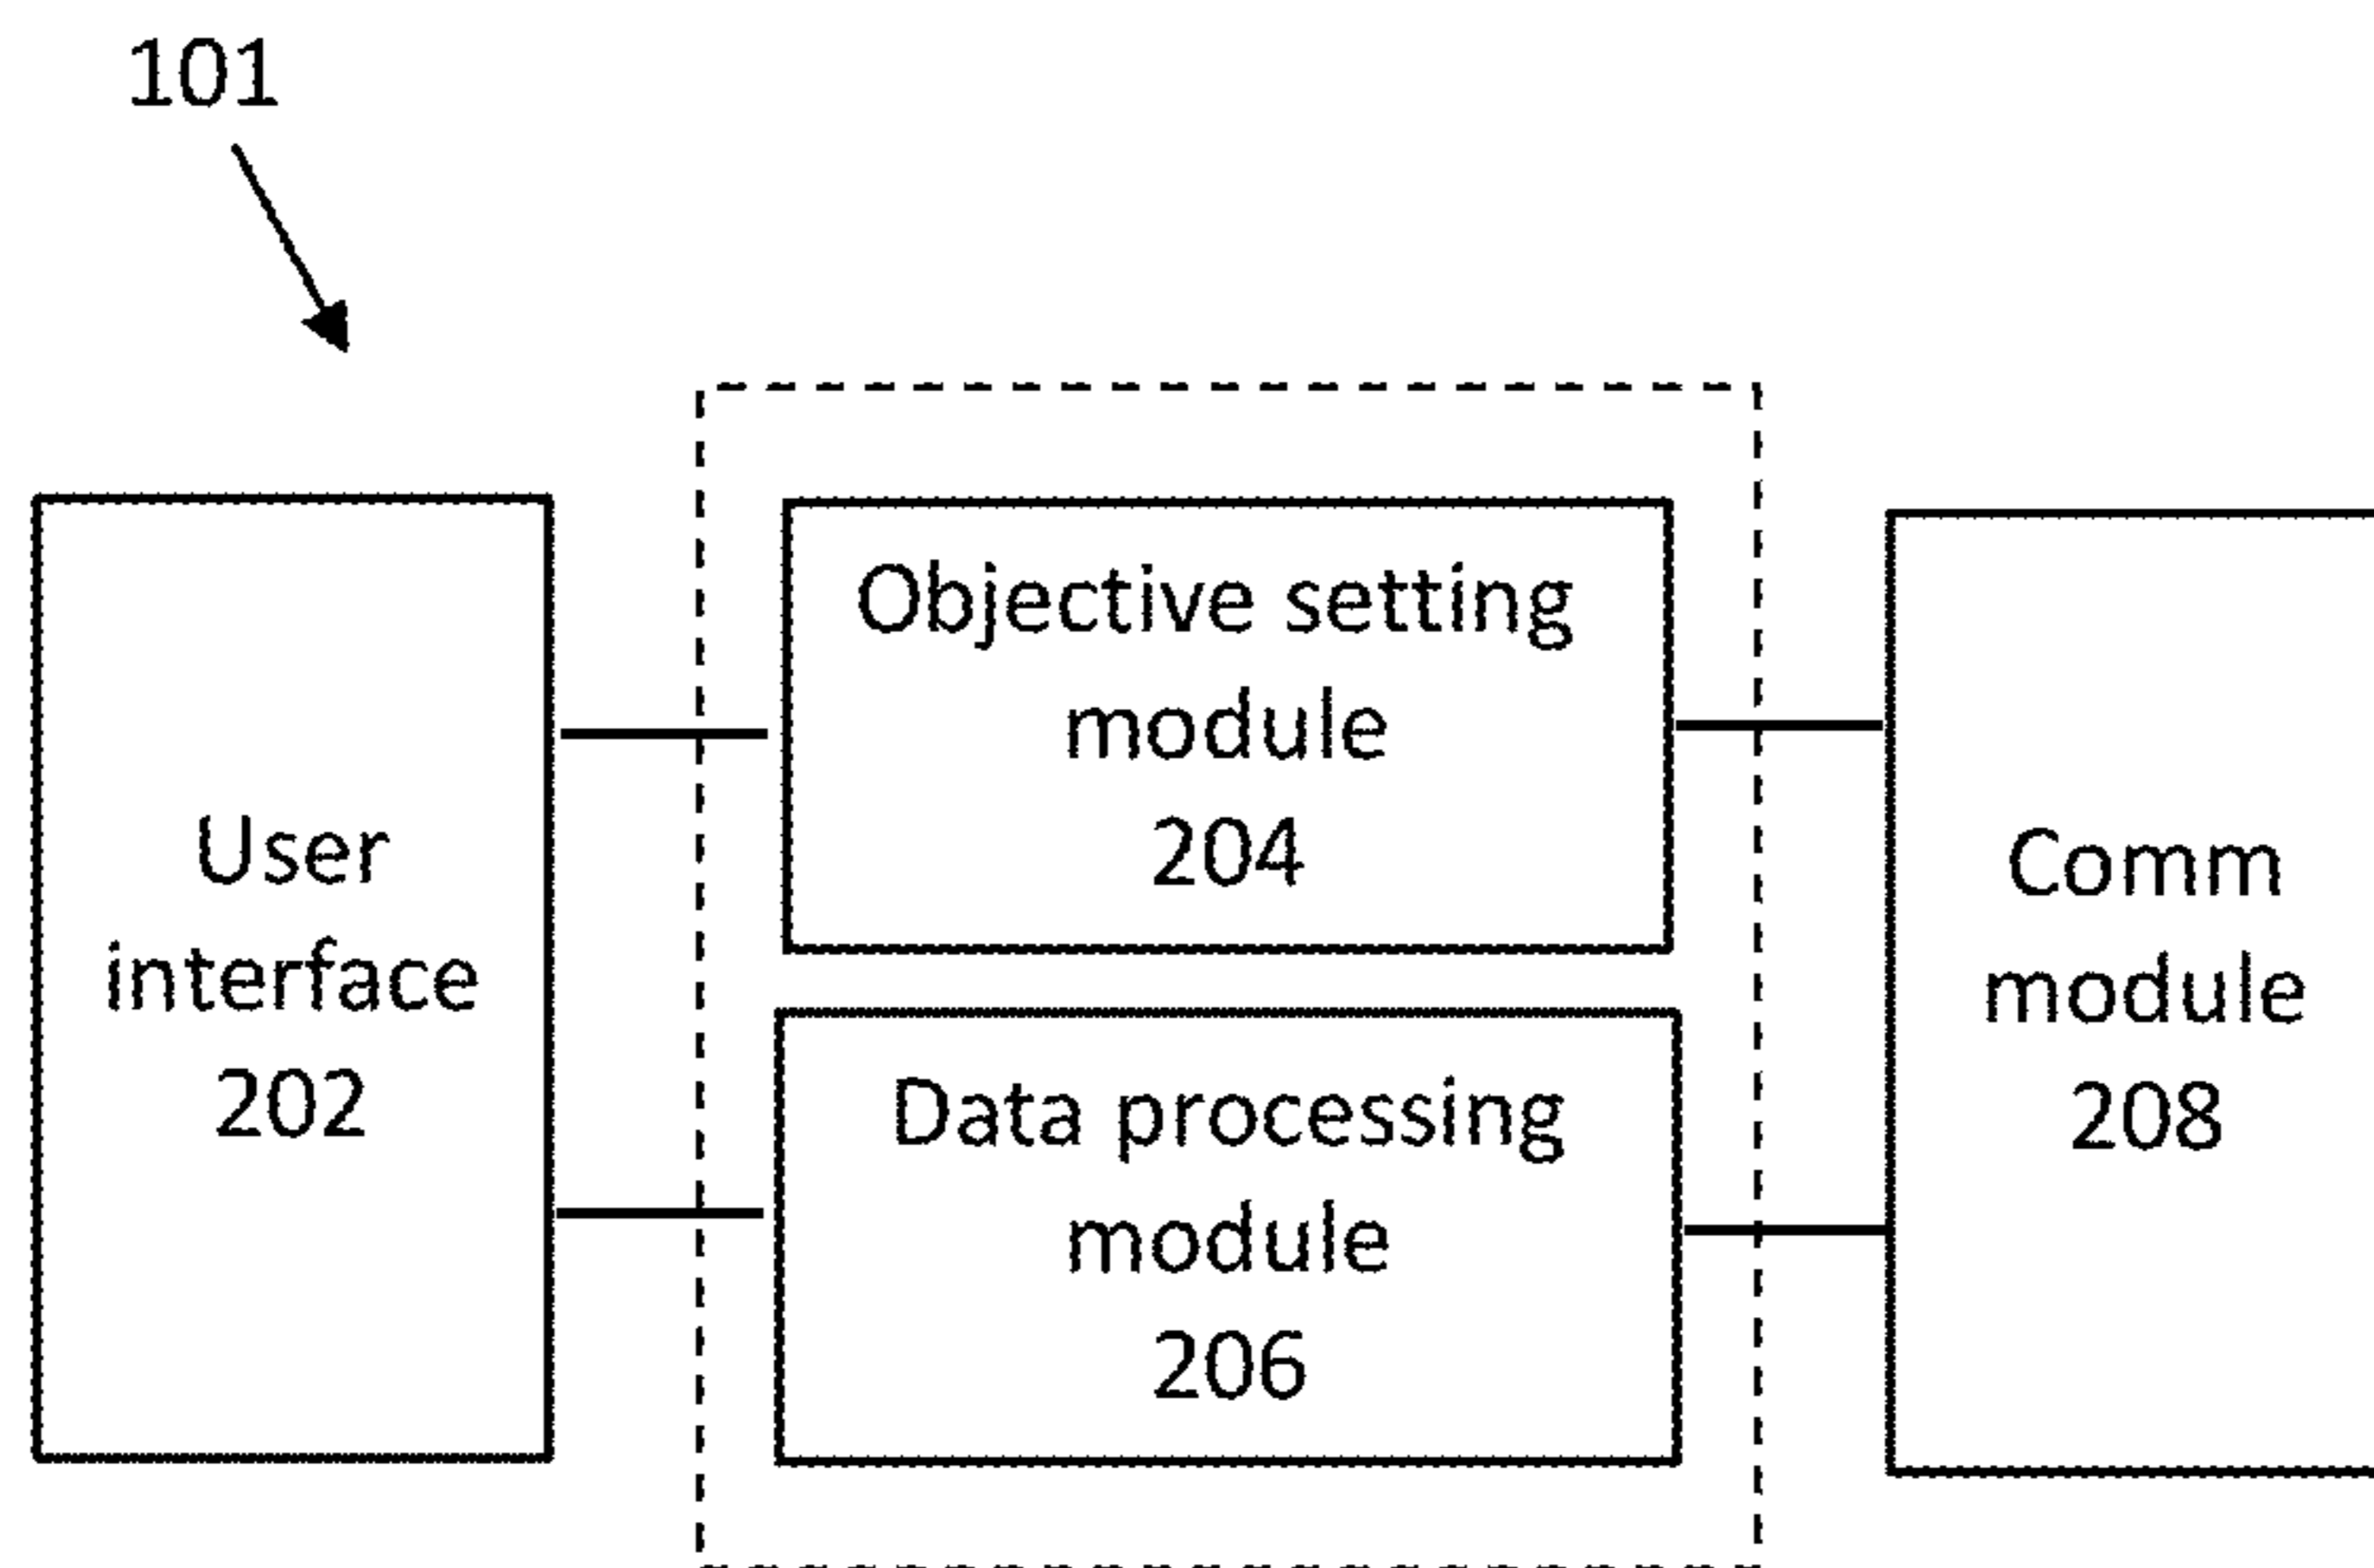 101
User
interface
202
Objective setting
module
204
Data processing
module
206
Comm
module
208